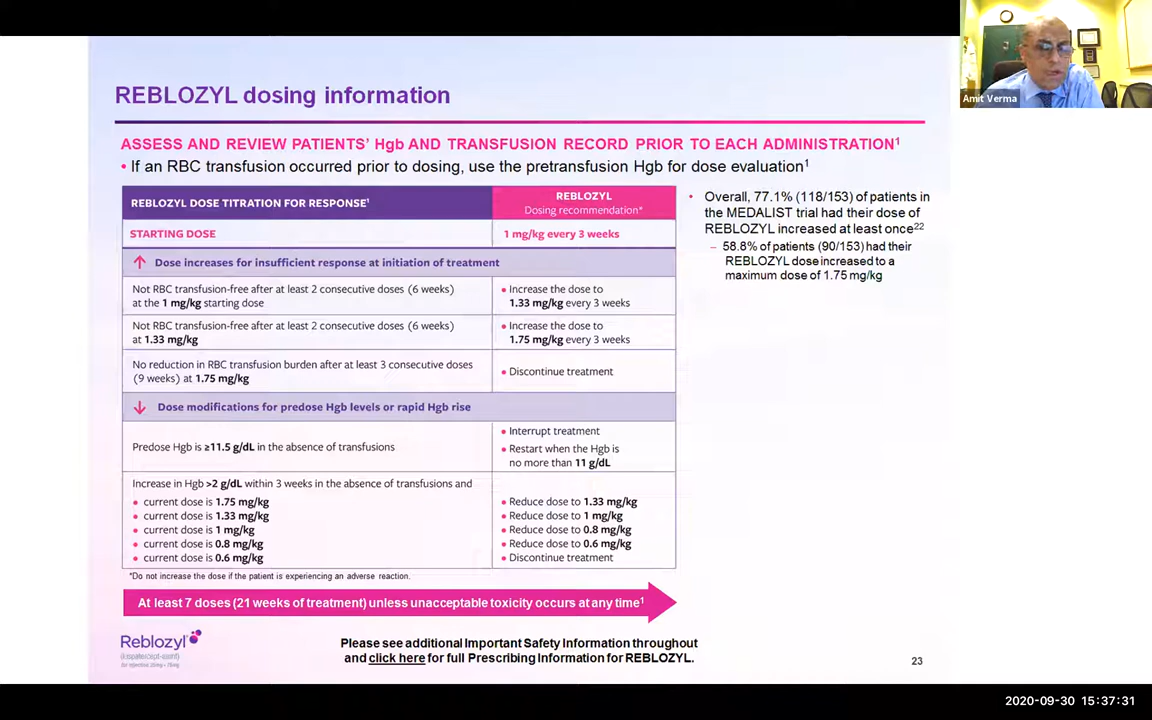 REBLOZYL dosing information
ASSESS AND REVIEW PATIENTS' Hgb AND TRANSFUSION RECORD PRIOR TO EACH ADMINISTRATION¹
• If an RBC transfusion occurred prior to dosing, use the pretransfusion Hgb for dose evaluation¹
REBLOZYL DOSE TITRATION FOR RESPONSE¹
REBLOZYL
Dosing recommendation*
STARTING DOSE
1 mg/kg every 3 weeks
Dose increases for insufficient response at initiation of treatment
Not RBC transfusion-free after at least 2 consecutive doses (6 weeks)
at the 1 mg/kg starting dose
• Increase the dose to
1.33 mg/kg every 3 weeks
Not RBC transfusion-free after at least 2 consecutive doses (6 weeks)
at 1.33 mg/kg
• Increase the dose to
1.75 mg/kg every 3 weeks
No reduction in RBC transfusion burden after at least 3 consecutive doses
(9 weeks) at 1.75 mg/kg
• Discontinue treatment
Dose modifications for predose Hgb levels or rapid Hgb rise
Predose Hgb is ≥11.5 g/dL in the absence of transfusions
• Interrupt treatment
• Restart when the Hgb is
no more than 11 g/dL
Increase in Hgb >2 g/dL within 3 weeks in the absence of transfusions and
• current dose is 1.75 mg/kg
• Reduce dose to 1.33 mg/kg
• current dose is 1.33 mg/kg
• Reduce dose to 1 mg/kg
• current dose is 1 mg/kg
• Reduce dose to 0.8 mg/kg
• current dose is 0.8 mg/kg
• Reduce dose to 0.6 mg/kg
• current dose is 0.6 mg/kg
• Discontinue treatment
*Do not increase the dose if the patient is experiencing an adverse reaction.
At least 7 doses (21 weeks of treatment) unless unacceptable toxicity occurs at any time¹
• Overall, 77.1% (118/153) of patients in
the MEDALIST trial had their dose of
REBLOZYL increased at least once²²
– 58.8% of patients (90/153) had their
REBLOZYL dose increased to a
maximum dose of 1.75 mg/kg
Reblozyl
(luspatercept-aamt)
for injection 25mg • 75mg
Please see additional Important Safety Information throughout
and click here for full Prescribing Information for REBLOZYL.
23
Amit Verma
2020-09-30 15:37:31